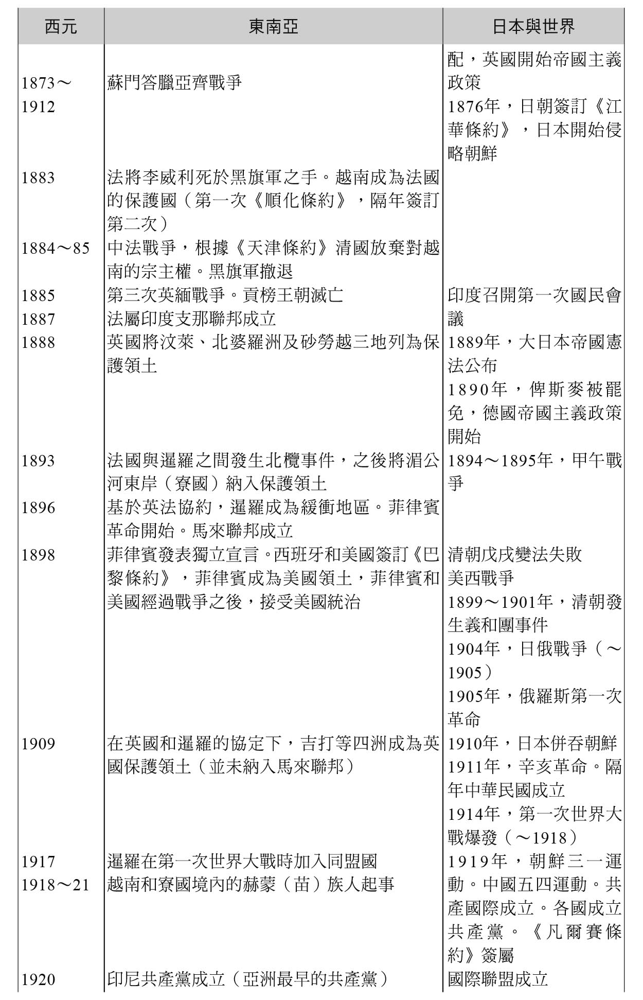 西元 東南亞 日本與世界
配，英國開始帝國主義
1873～ 蘇門答臘亞齊戰爭 政策
1912 1876年，日朝簽訂《江
華條約》，日本開始侵
略朝鮮
1883 法將李威利死於黑旗軍之手。越南成為法國
的保護國（第一次《順化條約》，隔年簽訂
第二次）
1884～85 中法戰爭，根據《天津條約》清國放棄對越
南的宗主權。黑旗軍撤退
1885 第三次英緬戰爭。貢榜王朝滅亡 印度召開第一次國民會
1887 法屬印度支那聯邦成立 議
1888 英國將汶萊、北婆羅洲及砂勞越三地列為保 1889年，大日本帝國憲
護領土 法公布
1890年，俾斯麥被罷
免，德國帝國主義政策
開始
1893 法國與暹羅之間發生北欖事件，之後將湄公 1894～1895年，甲午戰
河東岸（寮國）納入保護領土 爭
1896 基於英法協約，暹羅成為緩衝地區。菲律賓
革命開始。馬來聯邦成立
1898 菲律賓發表獨立宣言。西班牙和美國簽訂《巴 清朝戊戌變法失敗
黎條約》，菲律賓成為美國領土，菲律賓和 美西戰爭
美國經過戰爭之後，接受美國統治 1899～1901年，清朝發
生義和團事件
1904年，日俄戰爭（～
1905）
1905年，俄羅斯第一次
革命
1909 在英國和暹羅的協定下，吉打等四洲成為英 1910年，日本併吞朝鮮
國保護領土（並未納入馬來聯邦） 1911年，辛亥革命。隔
年中華民國成立
1914年，第一次世界大
戰爆發（～1918）
1917 暹羅在第一次世界大戰時加入同盟國 1919年，朝鮮三一運
1918～21 越南和寮國境內的赫蒙（苗）族人起事 動。中國五四運動。共
產國際成立。各國成立
共產黨。《凡爾賽條
約》簽屬
1920 印尼共產黨成立（亞洲最早的共產黨） 國際聯盟成立